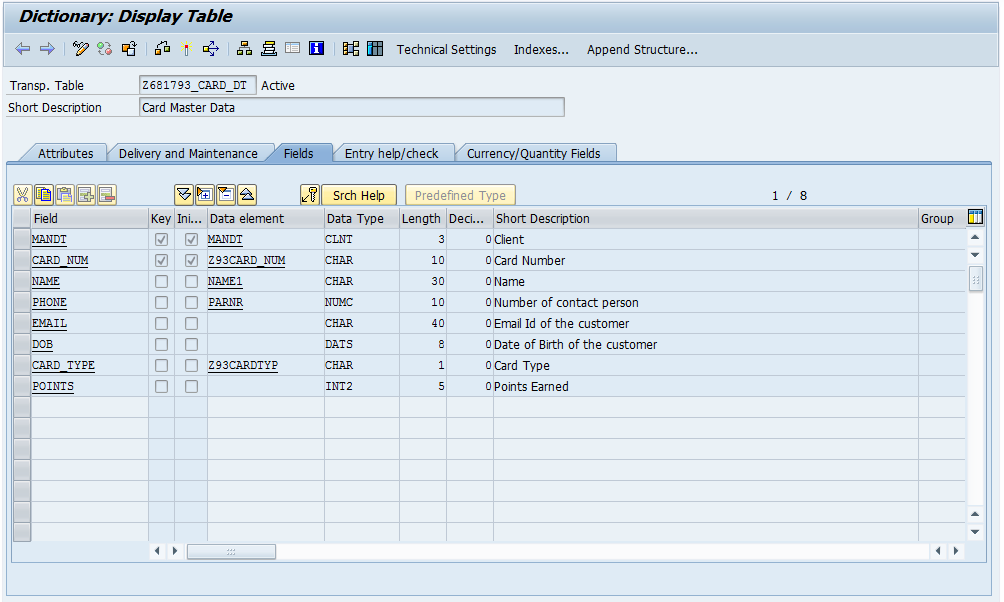 Dictionary: Display Table
Technical Settings Indexes... Append Structure...
Transp. Table Z681793_CARD_DT Active
Short Description Card Master Data
Attributes Delivery and Maintenance Fields Entry help/check Currency/Quantity Fields
Srch Help Predefined Type 1 / 8
Field Key Ini... Data element Data Type Length Deci... Short Description Group
MANDT MANDT CLNT 3 0 Client
CARD_NUM Z93CARD_NUM CHAR 10 0 Card Number
NAME NAME1 CHAR 30 0 Name
PHONE PARNR NUMC 10 0 Number of contact person
EMAIL CHAR 40 0 Email Id of the customer
DOB DATS 8 0 Date of Birth of the customer
CARD_TYPE Z93CARDTYP CHAR 1 0 Card Type
POINTS INT2 5 0 Points Earned